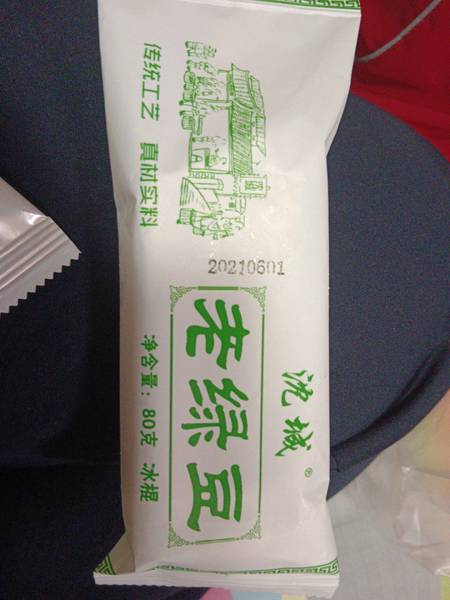 传统工艺 真材实料
20210601
沈城®
老绿豆
净含量：80克 冰棍